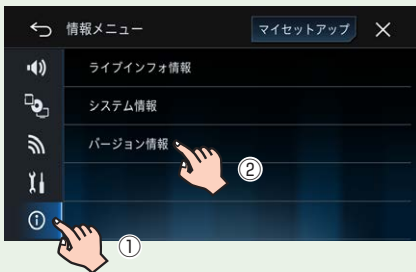 情報メニュー マイセットアップ
ライブインフォ情報
システム情報
バージョン情報
②
①